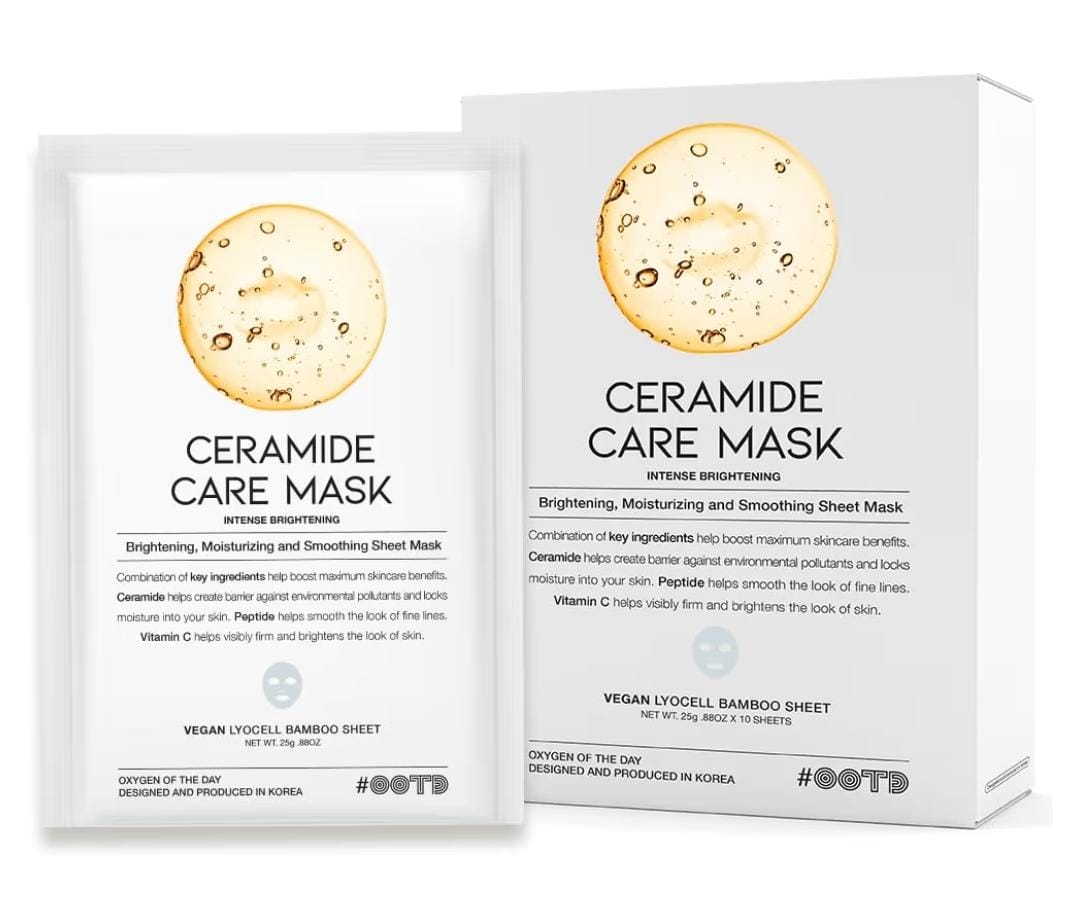 CERAMIDE
CARE MASK
INTENSE BRIGHTENING
Brightening, Moisturizing and Smoothing Sheet Mask
Combination of key ingredients help boost maximum skincare benefits.
Ceramide helps create barrier against environmental pollutants and locks
moisture into your skin. Peptide helps smooth the look of fine lines.
Vitamin C helps visibly firm and brightens the look of skin.
VEGAN LYOCELL BAMBOO SHEET
NET WT. 25g .88OZ
OXYGEN OF THE DAY
DESIGNED AND PRODUCED IN KOREA
#OOTD
CERAMIDE
CARE MASK
INTENSE BRIGHTENING
Brightening, Moisturizing and Smoothing Sheet Mask
Combination of key ingredients help boost maximum skincare benefits.
Ceramide helps create barrier against environmental pollutants and locks
moisture into your skin. Peptide helps smooth the look of fine lines.
Vitamin C helps visibly firm and brightens the look of skin.
VEGAN LYOCELL BAMBOO SHEET
NET WT. 25g .88OZ X 10 SHEETS
OXYGEN OF THE DAY
DESIGNED AND PRODUCED IN KOREA
#OOTD